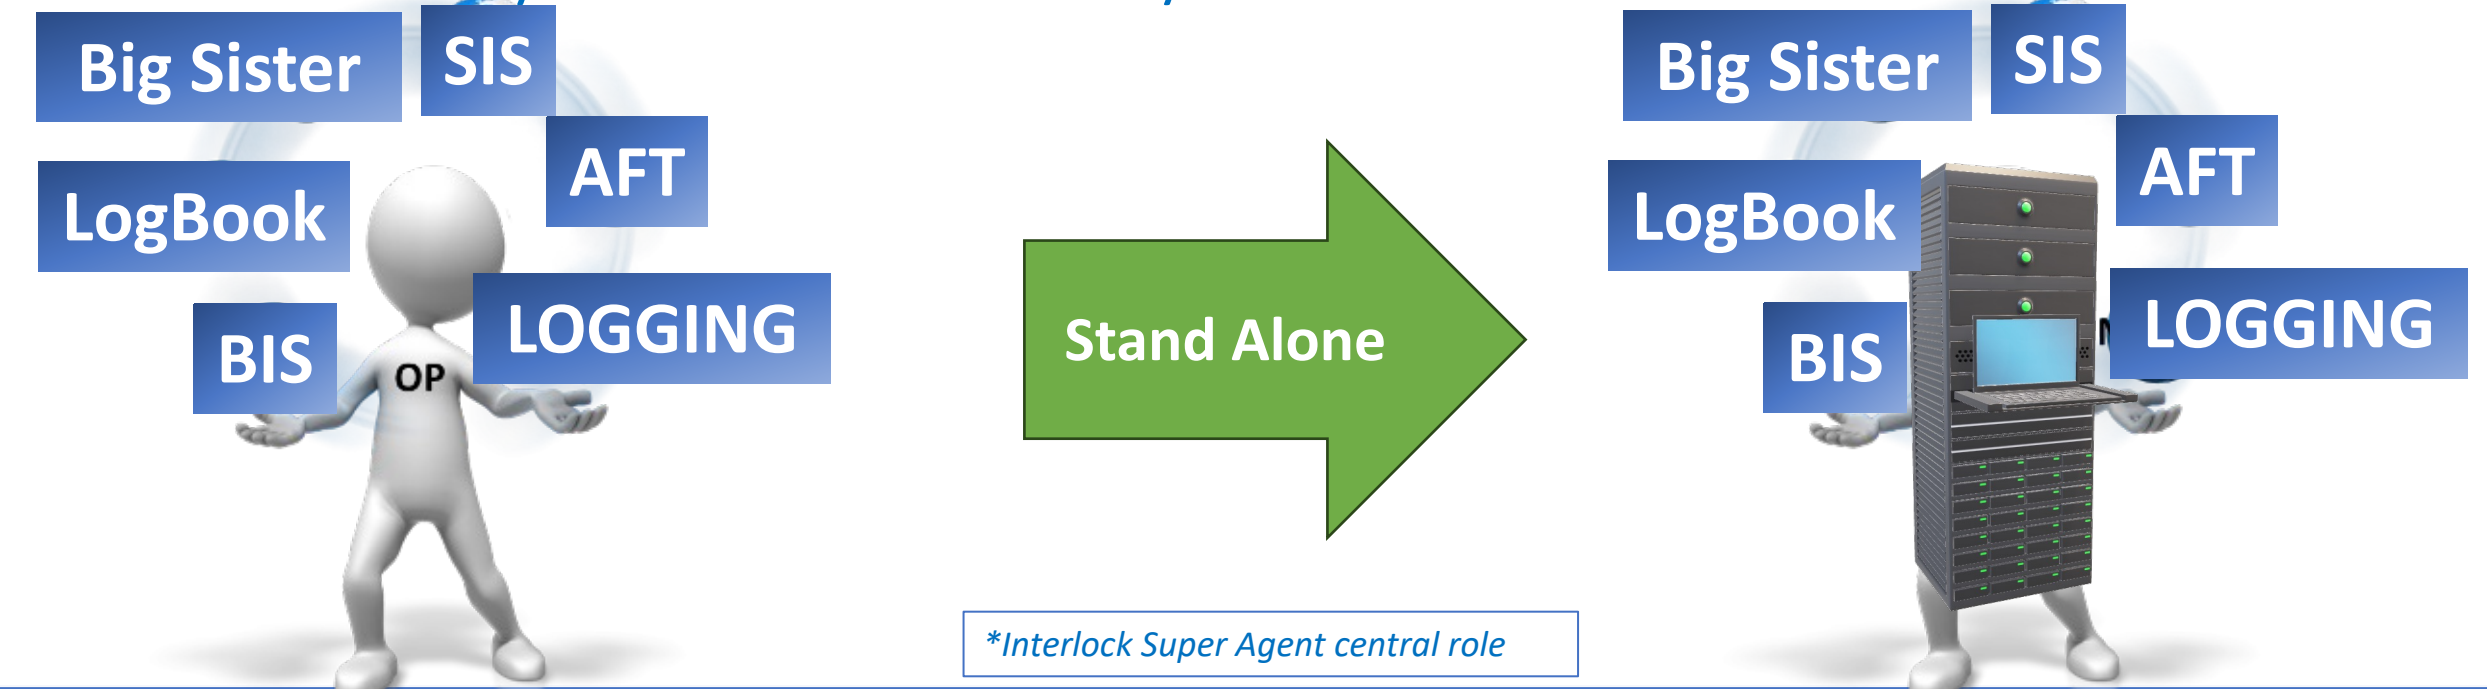 Big Sister
SIS
AFT
LogBook
LOGGING
BIS
OP
Stand Alone
*Interlock Super Agent central role
Big Sister
SIS
AFT
LogBook
LOGGING
BIS